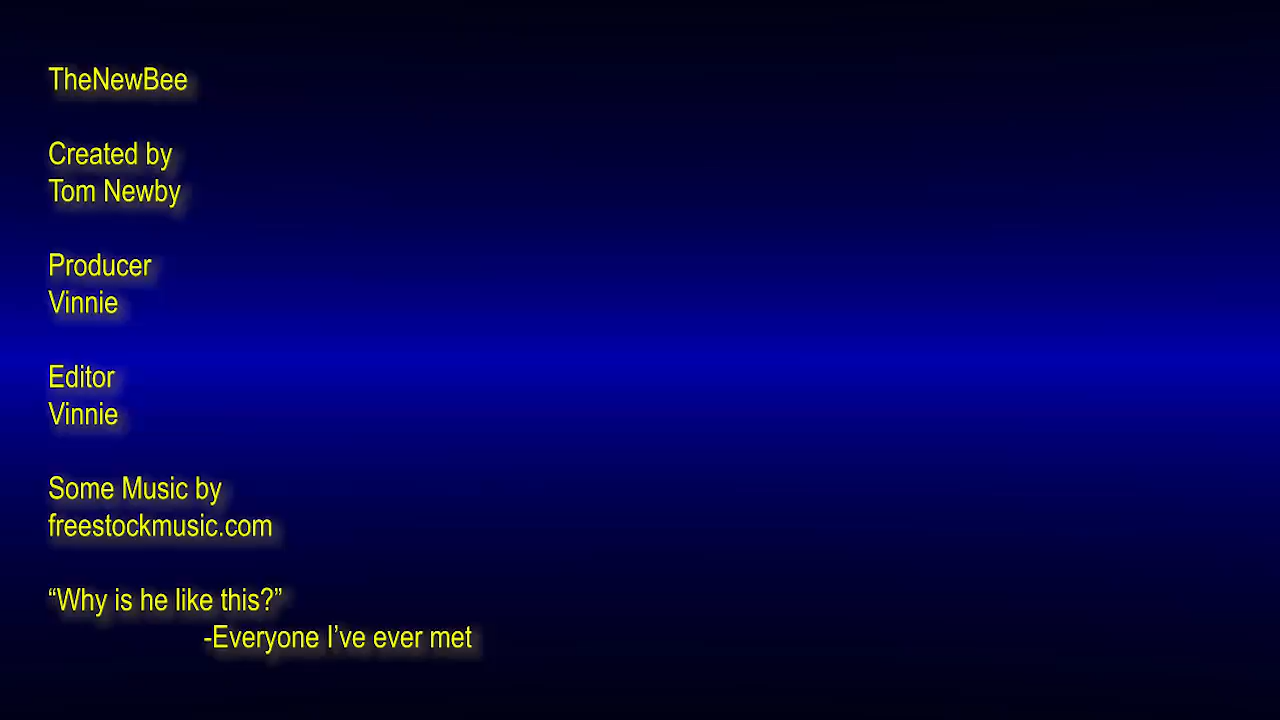 TheNewBee
Created by
Tom Newby
Producer
Vinnie
Editor
Vinnie
Some Music by
freestockmusic.com
“Why is he like this?”
-Everyone I’ve ever met